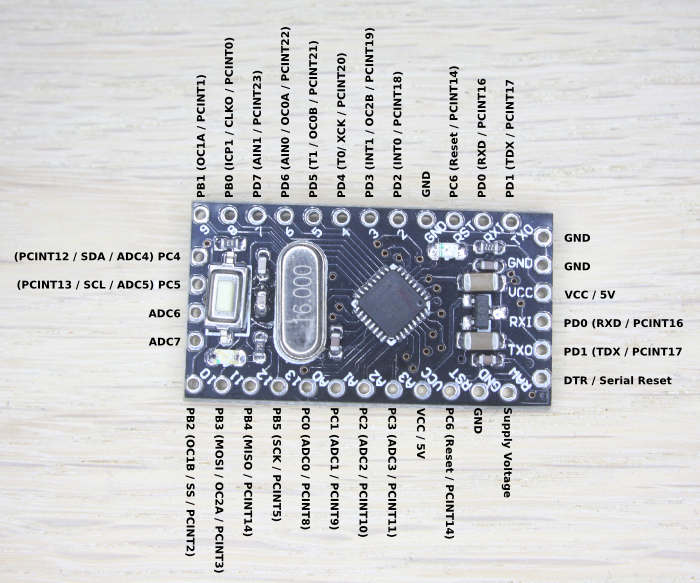 PB1 (OC1A / PCINT1)
PB0 (ICP1 / CLKO / PCINT0)
PD7 (AIN1 / PCINT23)
PD6 (AIN0 / OC0A / PCINT22)
PD5 (T1 / OC0B / PCINT21)
PD4 (T0/ XCK / PCINT20)
PD3 (INT1 / OC2B / PCINT19)
PD2 (INT0 / PCINT18)
GND
PC6 (Reset / PCINT14)
PD0 (RXD / PCINT16
PD1 (TDX / PCINT17
9 8 7 6 5 4 3 2 GND RST RXI TXO
(PCINT12 / SDA / ADC4) PC4
(PCINT13 / SCL / ADC5) PC5
ADC6
ADC7
16.000
GND
VCC
RXI
TXO
GND
GND
VCC / 5V
PD0 (RXD / PCINT16
PD1 (TDX / PCINT17
DTR / Serial Reset
10 11 12 13 A0 A1 A2 A3 VCC RST GND RAW
PB2 (OC1B / SS / PCINT2)
PB3 (MOSI / OC2A / PCINT3)
PB4 (MISO / PCINT14)
PB5 (SCK / PCINT5)
PC0 (ADC0 / PCINT8)
PC1 (ADC1 / PCINT9)
PC2 (ADC2 / PCINT10)
PC3 (ADC3 / PCINT11)
VCC / 5V
PC6 (Reset / PCINT14)
GND
Supply Voltage